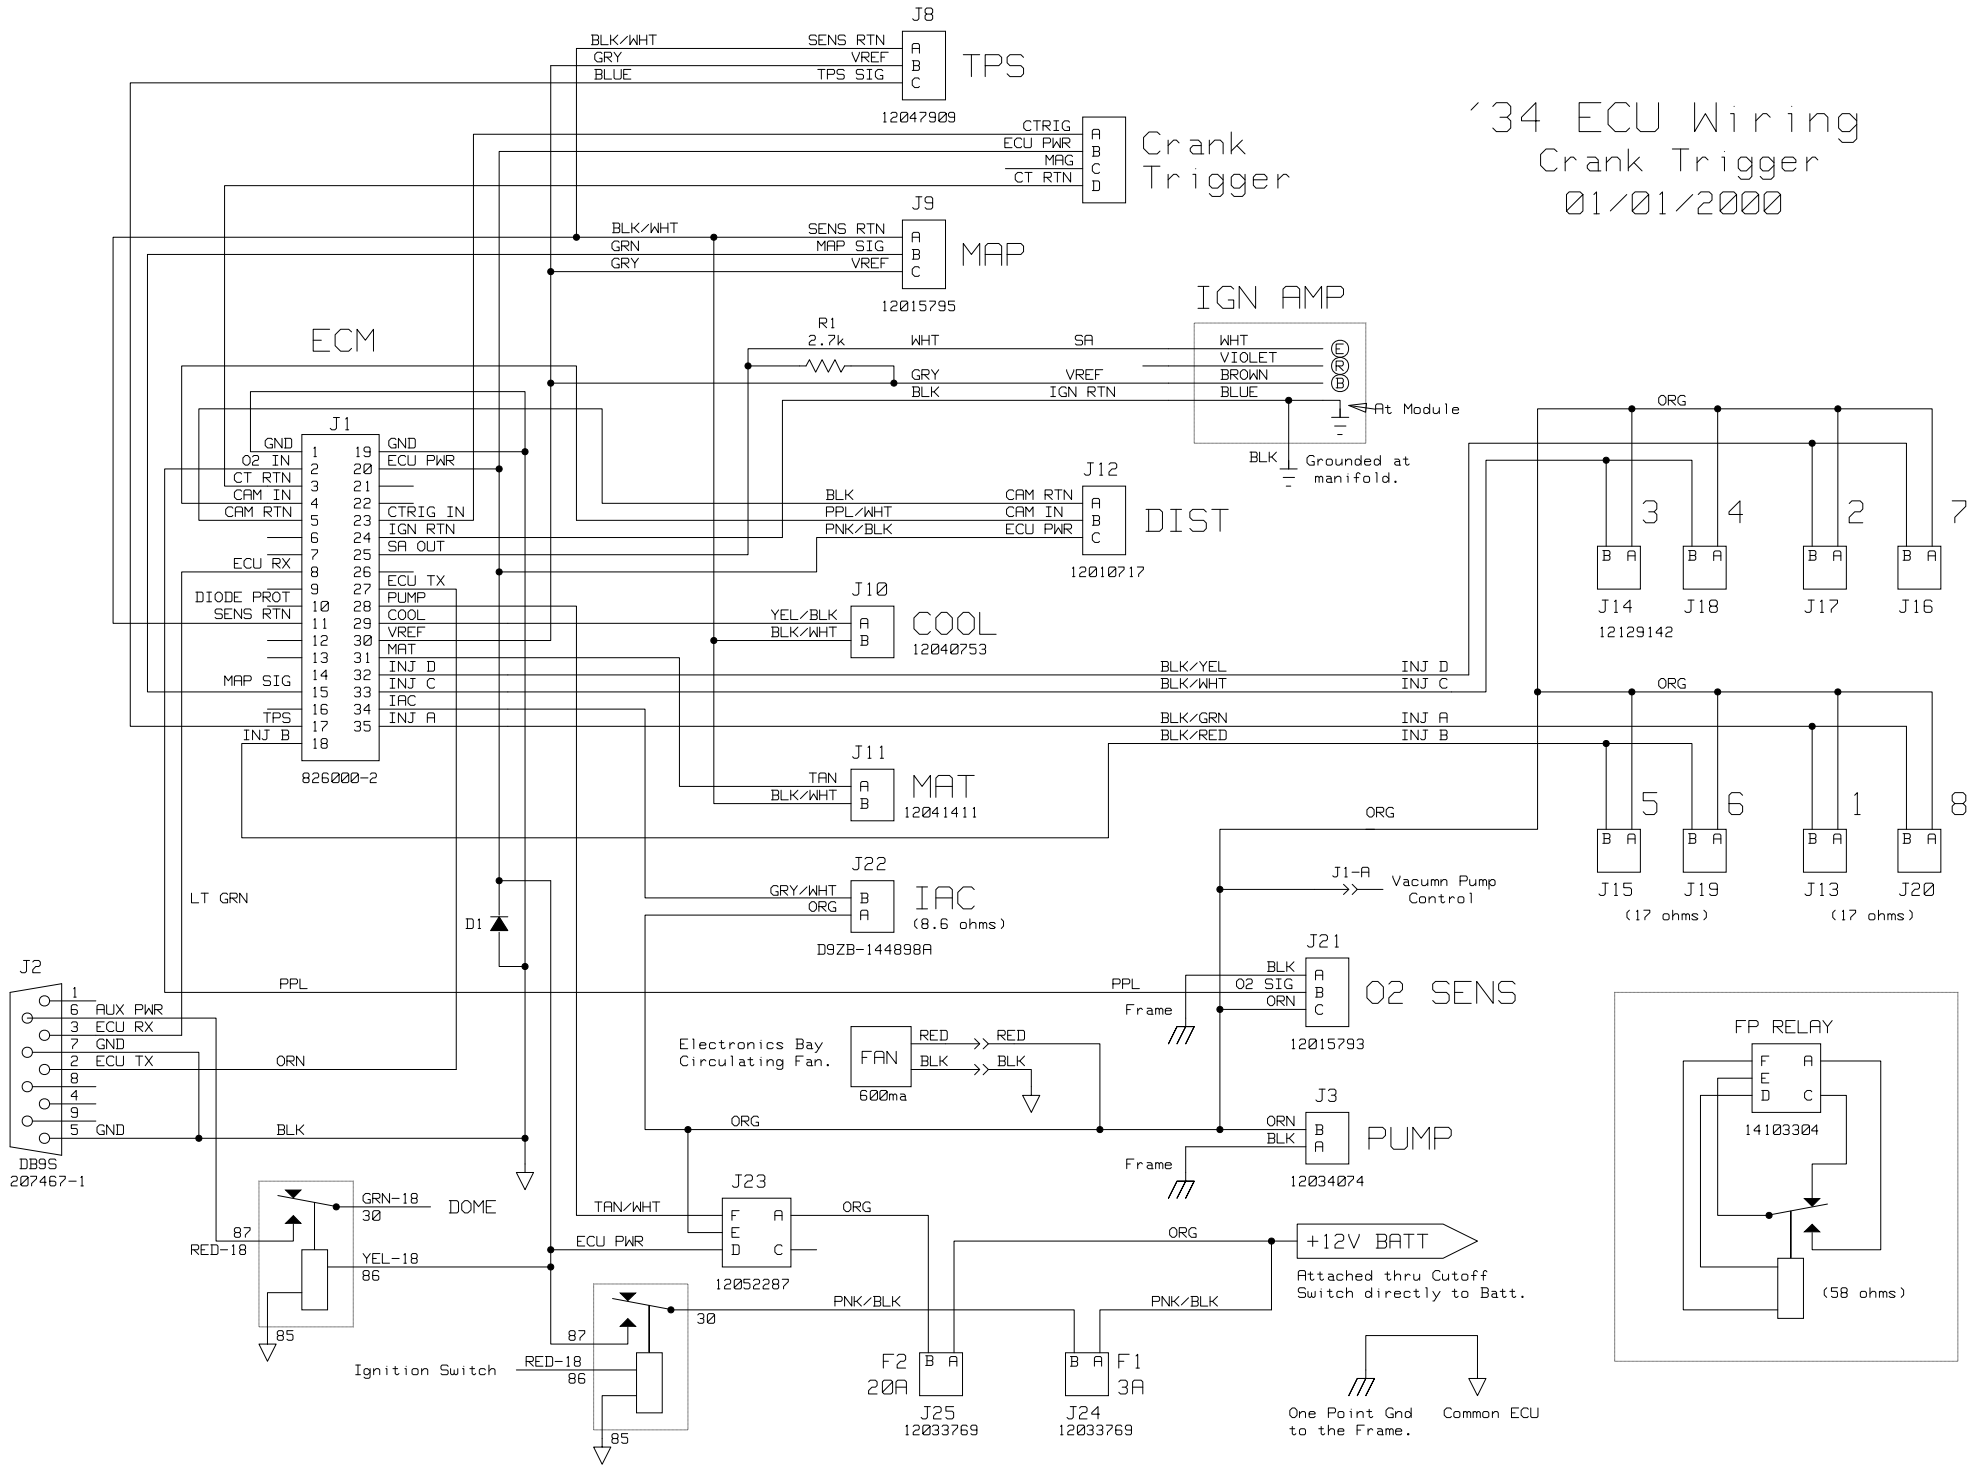 J8
BLK/WHT SENS RTN A
GRY VREF B TPS
BLUE TPS SIG C
12047909
'34 ECU Wiring
Crank Trigger
01/01/2000
CTRIG A
ECU PWR B Crank
MAG C Trigger
CT RTN D
J9
BLK/WHT SENS RTN A
GRN MAP SIG B MAP
GRY VREF C
12015795
IGN AMP
R1
2.7k
WHT SA WHT E
VIOLET R
GRY VREF BROWN B
BLK IGN RTN BLUE
At Module
BLK Grounded at
manifold.
ECM
J1
GND 1 19 GND
O2 IN 2 20 ECU PWR
CT RTN 3 21
CAM IN 4 22
CAM RTN 5 23 CTRIG IN
6 24 IGN RTN
7 25 SA OUT
ECU RX 8 26
9 27 ECU TX
DIODE PROT 10 28 PUMP
SENS RTN 11 29 COOL
12 30 VREF
13 31 MAT
14 32 INJ D
MAP SIG 15 33 INJ C
16 34 IAC
TPS 17 35 INJ A
INJ B 18
826000-2
J12
BLK CAM RTN A
PPL/WHT CAM IN B DIST
PNK/BLK ECU PWR C
12010717
J10
YEL/BLK A COOL
BLK/WHT B
12040753
BLK/YEL INJ D
BLK/WHT INJ C
BLK/GRN INJ A
BLK/RED INJ B
ORG
3 4 2 7
B A B A B A B A
J14 J18 J17 J16
12129142
ORG
5 6 1 8
B A B A B A B A
J15 J19 J13 J20
(17 ohms) (17 ohms)
J11
TAN A MAT
BLK/WHT B
12041411
ORG
J22
GRY/WHT B IAC
ORG A (8.6 ohms)
D9ZB-144898A
J1-A Vacumn Pump
Control
LT GRN
D1
J21
BLK A
PPL PPL O2 SIG B O2 SENS
Frame ORN C
12015793
J2
1
6 AUX PWR
3 ECU RX
7 GND
2 ECU TX ORN
8
4
9
5 GND BLK
DB9S
207467-1
Electronics Bay
Circulating Fan.
FAN RED RED
BLK BLK
600ma
J3
ORG ORN B
BLK A PUMP
Frame
12034074
FP RELAY
F A
E
D C
14103304
(58 ohms)
GRN-18 DOME
30
87
RED-18
YEL-18
86
85
J23
TAN/WHT F A ORG
E
ECU PWR D C
12052287
ORG +12V BATT
Attached thru Cutoff
Switch directly to Batt.
PNK/BLK PNK/BLK
30
87
Ignition Switch RED-18
86
85
F2 B A
20A
J25
12033769
B A F1
3A
J24
12033769
One Point Gnd
to the Frame.
Common ECU